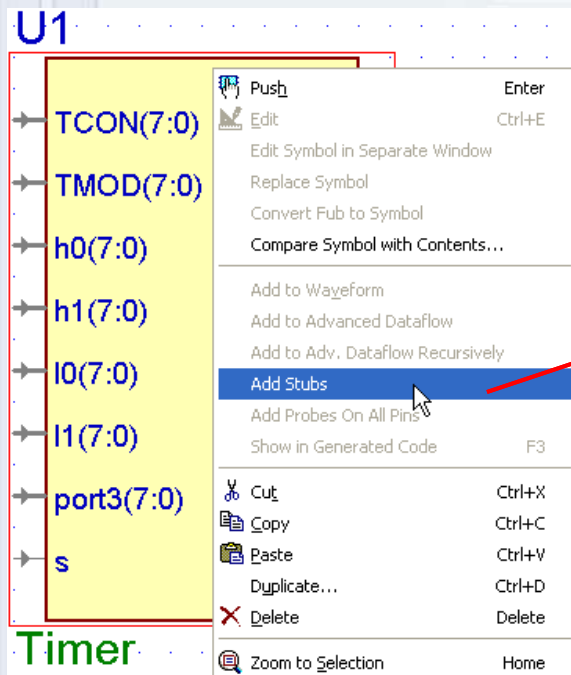 U1
TCON(7:0)
TMOD(7:0)
h0(7:0)
h1(7:0)
l0(7:0)
l1(7:0)
port3(7:0)
s
Timer
Push Enter
Edit Ctrl+E
Edit Symbol in Separate Window
Replace Symbol
Convert Fub to Symbol
Compare Symbol with Contents...
Add to Waveform
Add to Advanced Dataflow
Add to Adv. Dataflow Recursively
Add Stubs
Add Probes On All Pins
Show in Generated Code F3
Cut Ctrl+X
Copy Ctrl+C
Paste Ctrl+V
Duplicate... Ctrl+D
Delete Delete
Zoom to Selection Home